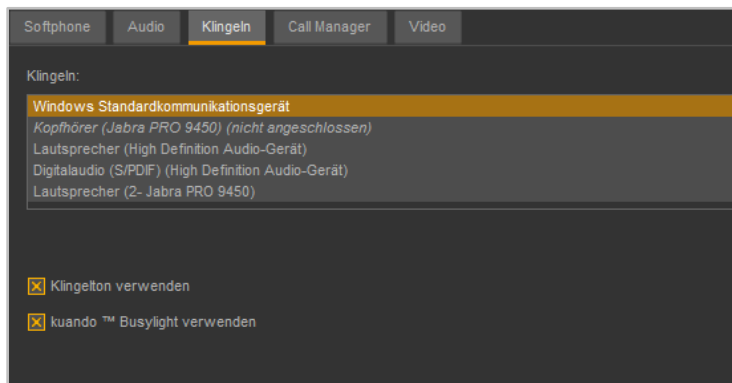 Softphone Audio Klingeln Call Manager Video
Klingeln:
Windows Standardkommunikationsgerät
Kopfhörer (Jabra PRO 9450) (nicht angeschlossen)
Lautsprecher (High Definition Audio-Gerät)
Digitalaudio (S/PDIF) (High Definition Audio-Gerät)
Lautsprecher (2- Jabra PRO 9450)
Klingelton verwenden
kuando ™ Busylight verwenden